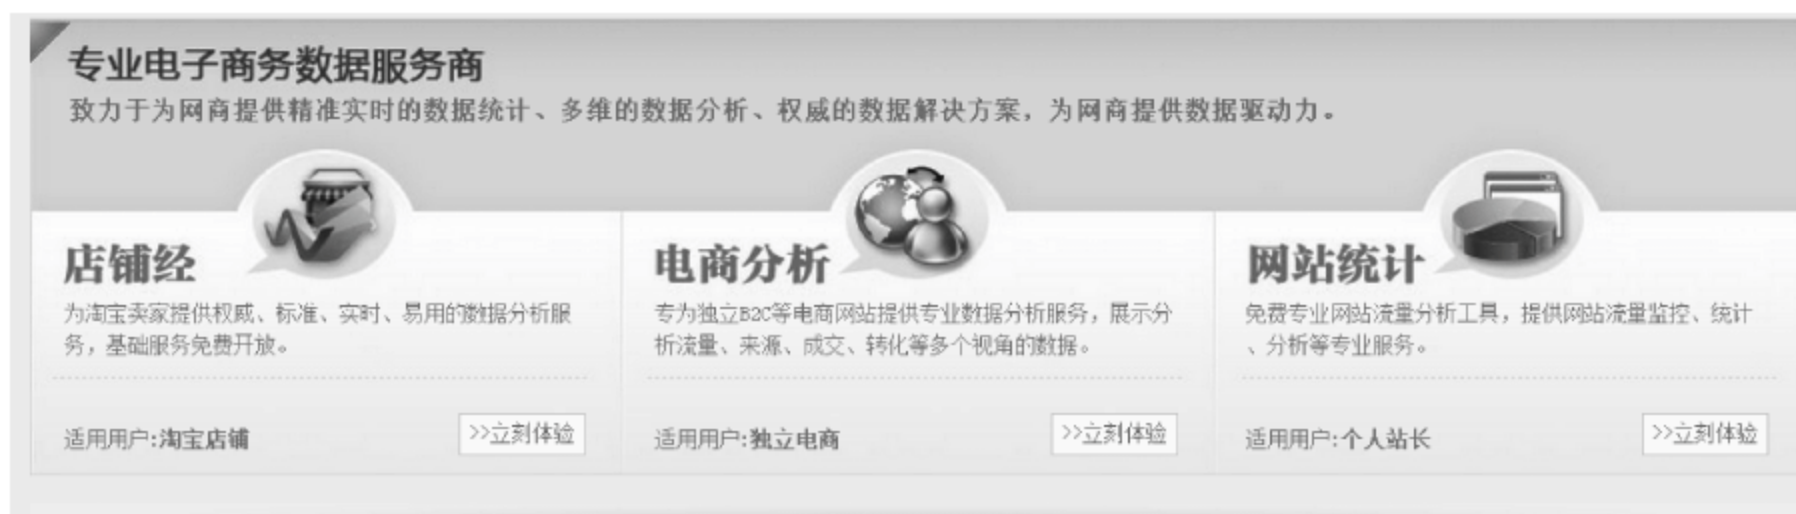 专业电子商务数据服务商
致力于为网商提供精准实时的数据统计、多维的数据分析、权威的数据解决方案，为网商提供数据驱动力。
店铺经
为淘宝卖家提供权威、标准、实时、易用的数据分析服
务，基础服务免费开放。
适用用户:淘宝店铺
>>立刻体验
电商分析
专为独立B2C等电商网站提供专业数据分析服务，展示分
析流量、来源、成交、转化等多个视角的数据。
适用用户:独立电商
>>立刻体验
网站统计
免费专业网站流量分析工具，提供网站流量监控、统计
、分析等专业服务。
适用用户:个人站长
>>立刻体验